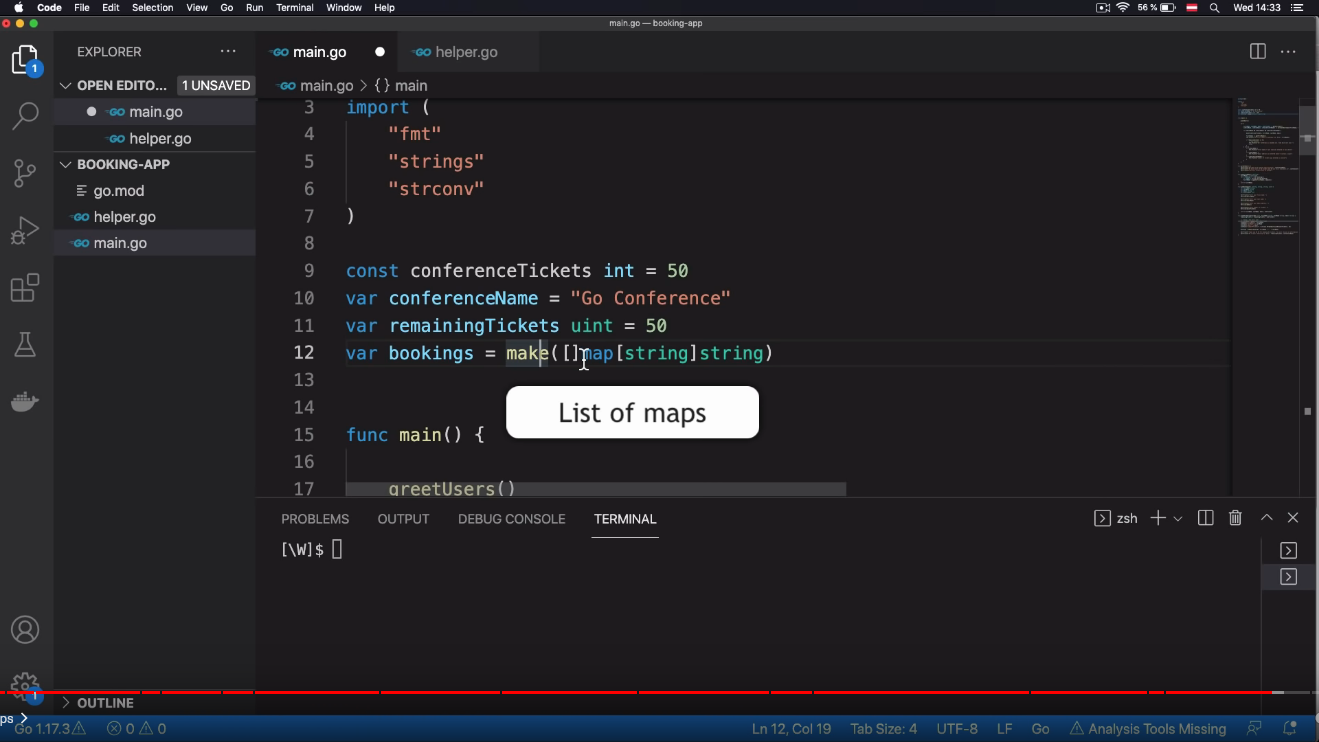 Code File Edit Selection View Go Run Terminal Window Help 56 % Wed 14:33
main.go — booking-app
EXPLORER ···
OPEN EDITO... 1 UNSAVED
main.go
helper.go
BOOKING-APP
go.mod
helper.go
main.go
OUTLINE
main.go helper.go
main.go > {} main
3 import (
4 "fmt"
5 "strings"
6 "strconv"
7 )
8
9 const conferenceTickets int = 50
10 var conferenceName = "Go Conference"
11 var remainingTickets uint = 50
12 var bookings = make([]map[string]string)
13
14
15 func main() {
16
17 greetUsers()
List of maps
PROBLEMS OUTPUT DEBUG CONSOLE TERMINAL zsh
[\W]$
1
1
ps >
Go 1.17.3 0 0 Ln 12, Col 19 Tab Size: 4 UTF-8 LF Go Analysis Tools Missing